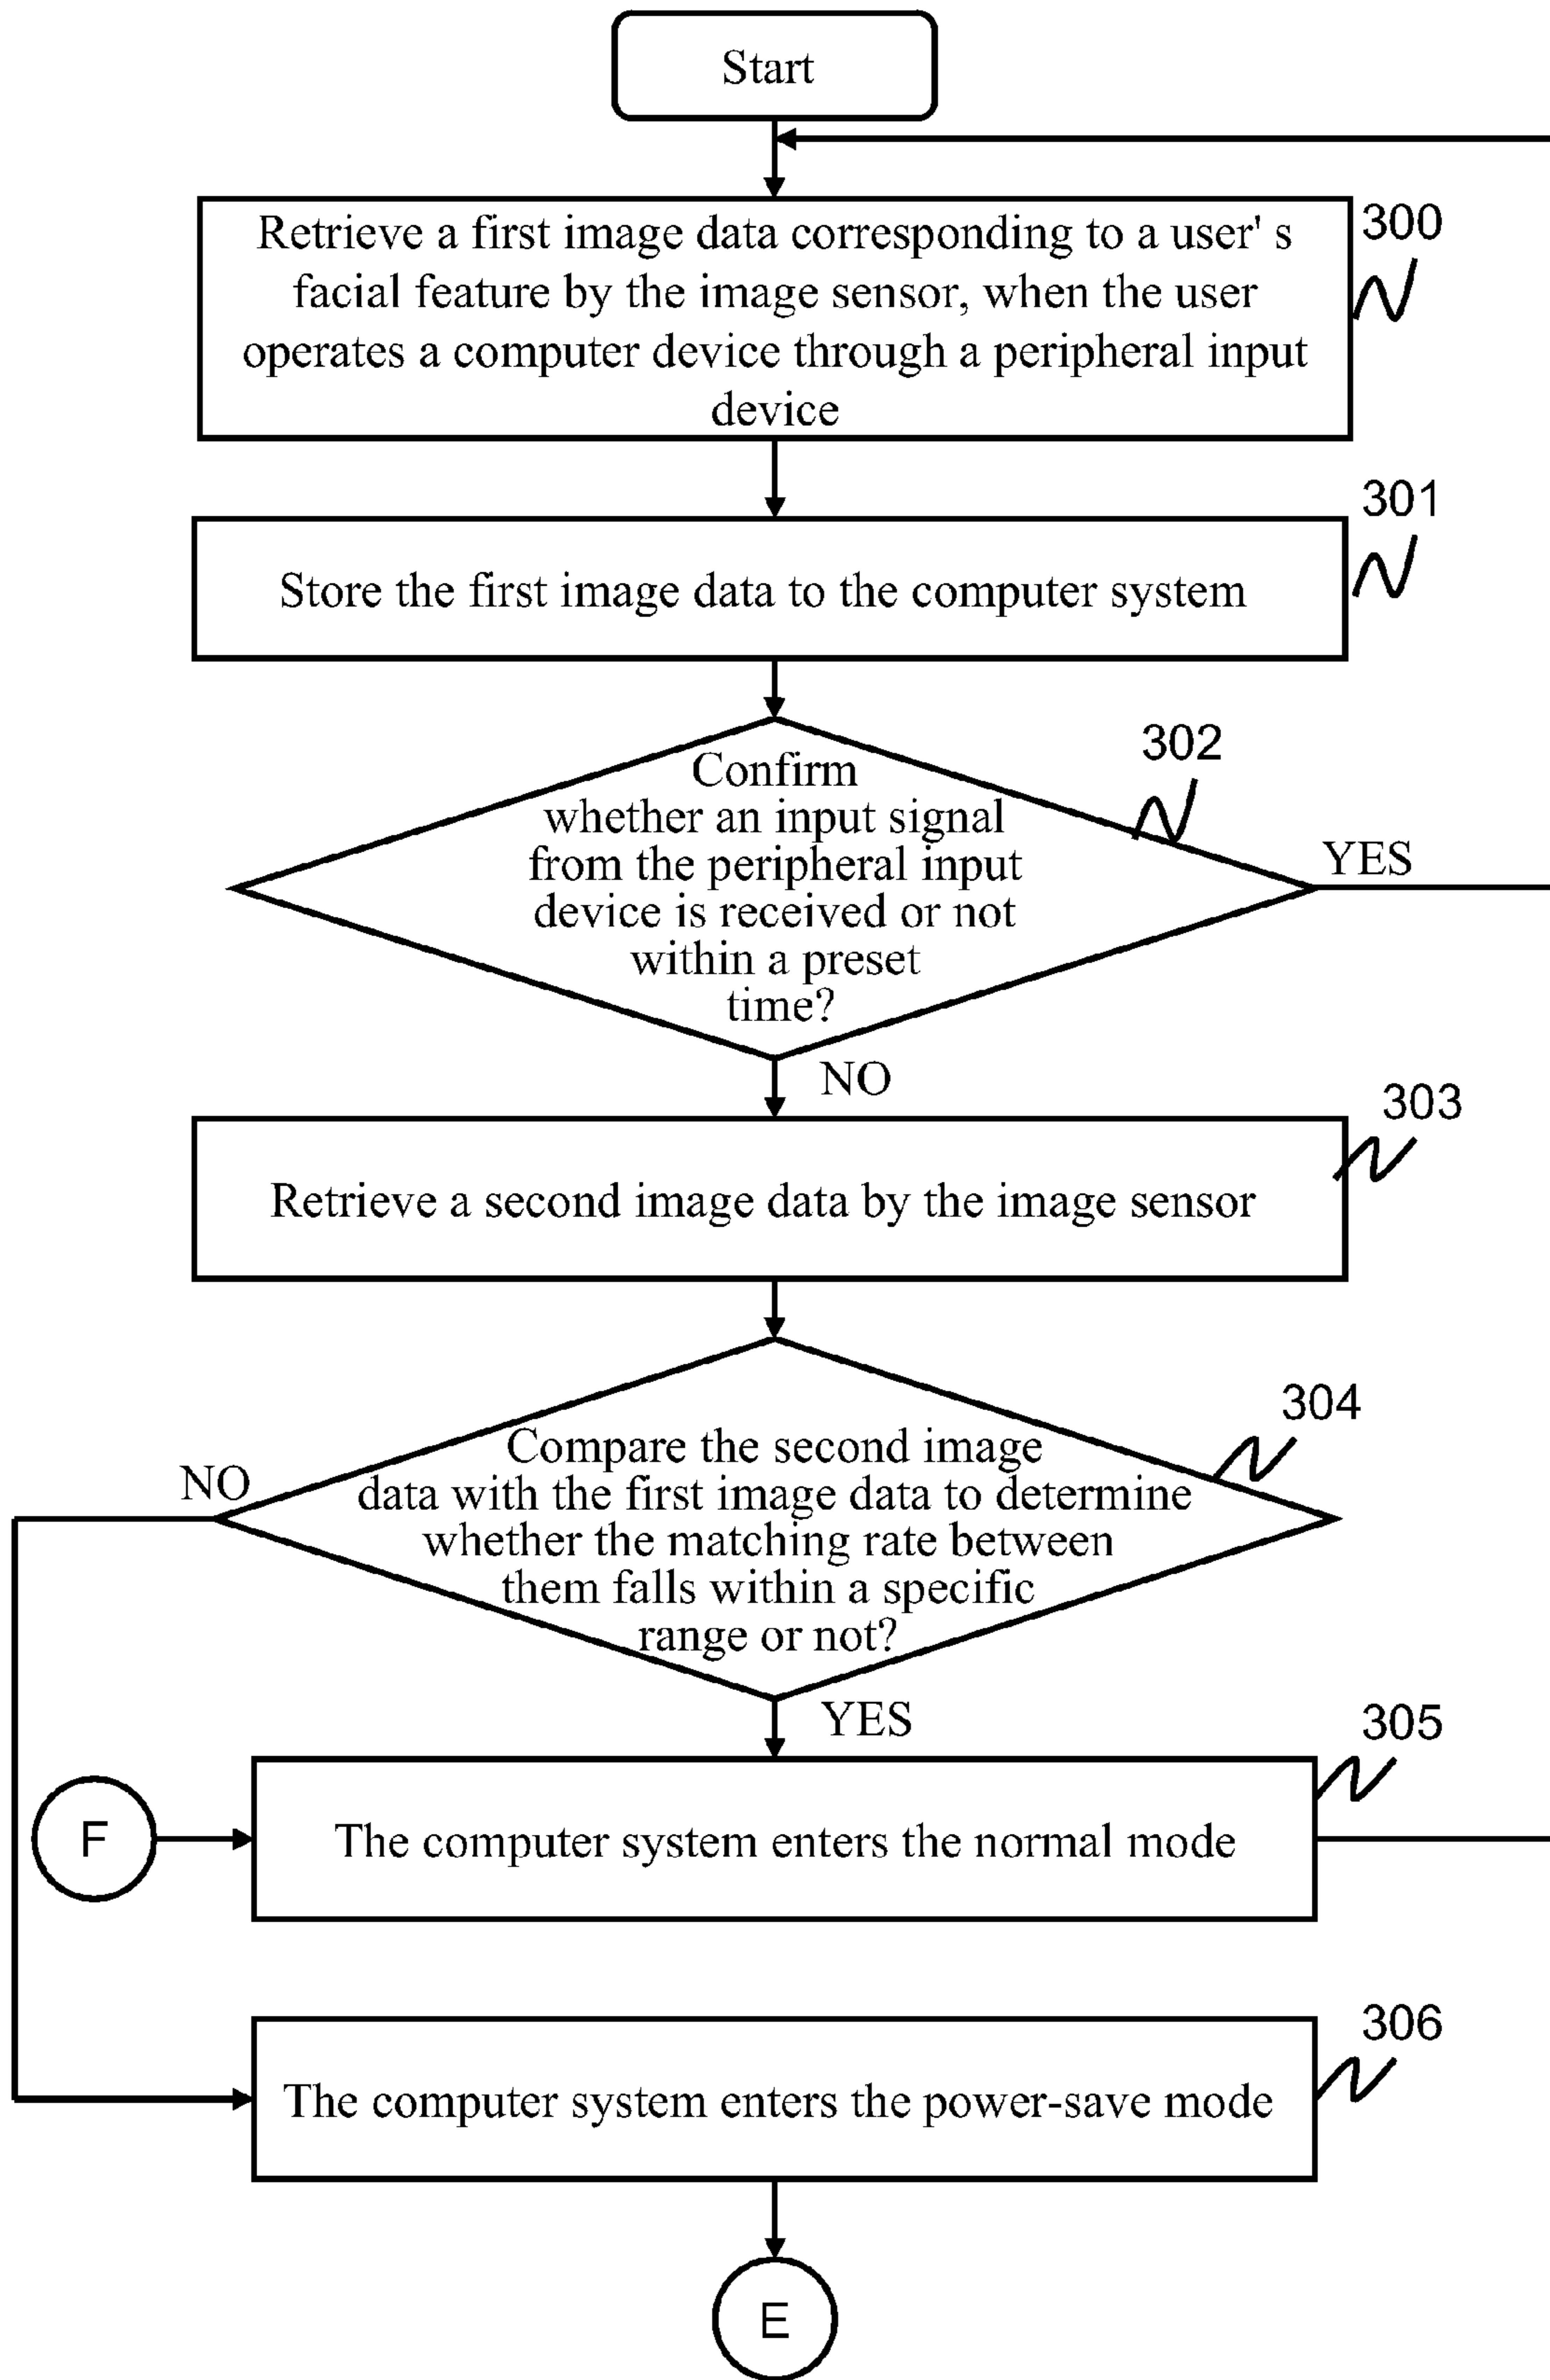 Start
Retrieve a first image data corresponding to a user' s
facial feature by the image sensor, when the user
operates a computer device through a peripheral input
device
300
Store the first image data to the computer system
301
Confirm
whether an input signal
from the peripheral input
device is received or not
within a preset
time?
302
YES
NO
Retrieve a second image data by the image sensor
303
Compare the second image
data with the first image data to determine
whether the matching rate between
them falls within a specific
range or not?
304
NO
YES
F
The computer system enters the normal mode
305
The computer system enters the power-save mode
306
E